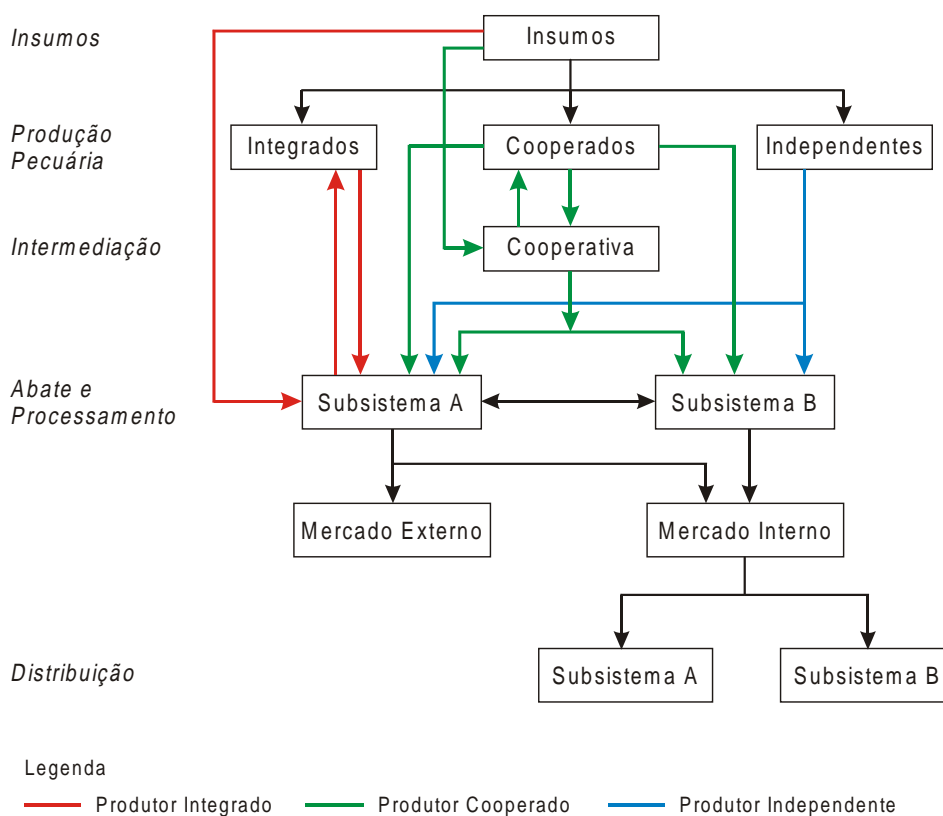 Insumos
Insumos
Produção
Pecuária
Integrados
Cooperados
Independentes
Intermediação
Cooperativa
Abate e
Processamento
Subsistema A
Subsistema B
Mercado Externo
Mercado Interno
Distribuição
Subsistema A
Subsistema B
Legenda
Produtor Integrado
Produtor Cooperado
Produtor Independente